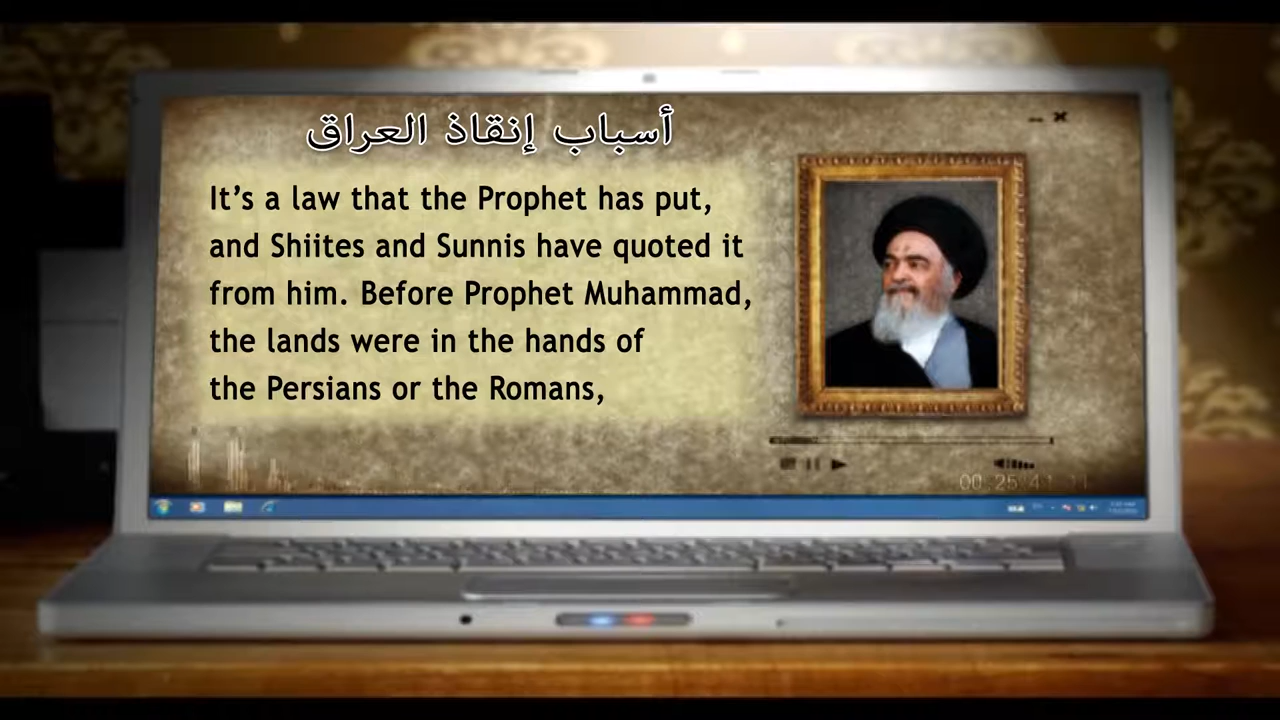 أسباب إنقاذ العراق
It's a law that the Prophet has put,
and Shiites and Sunnis have quoted it
from him. Before Prophet Muhammad,
the lands were in the hands of
the Persians or the Romans,